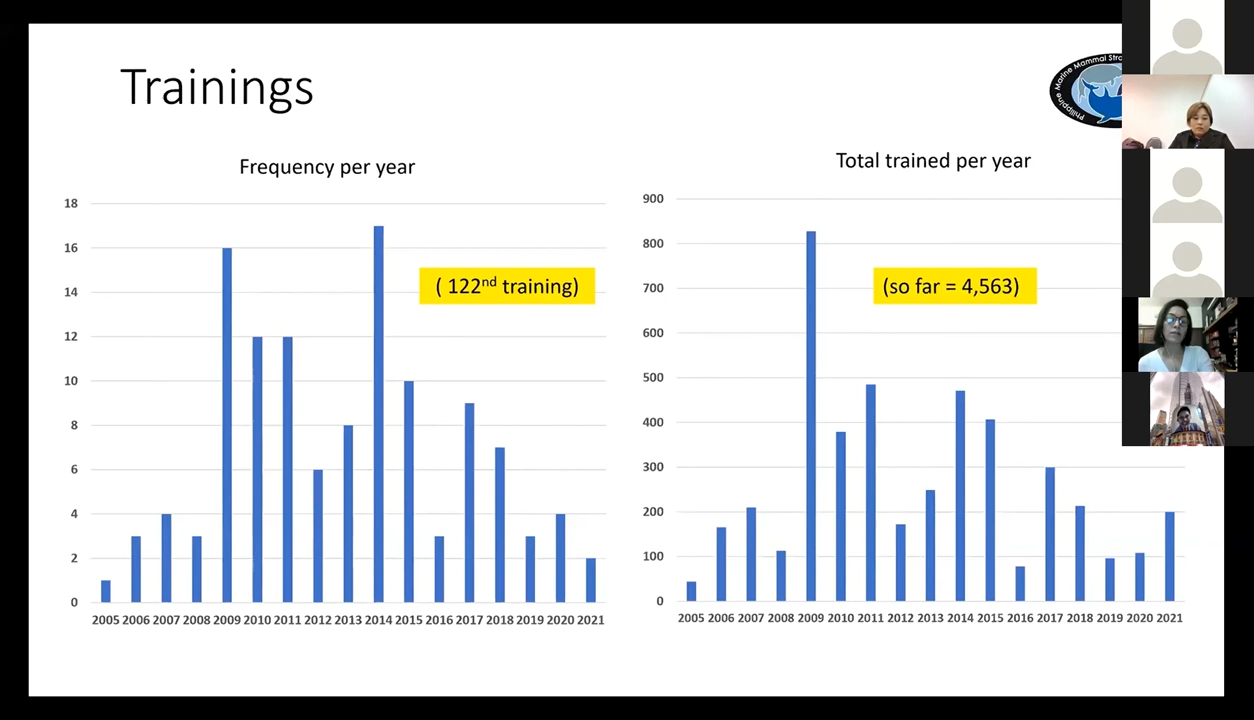 Trainings
Philippine Marine Mammal
Frequency per year
18
16
14
12
10
8
6
4
2
0
( 122nd training)
2005 2006 2007 2008 2009 2010 2011 2012 2013 2014 2015 2016 2017 2018 2019 2020 2021
Total trained per year
900
800
700
600
500
400
300
200
100
0
(so far = 4,563)
2005 2006 2007 2008 2009 2010 2011 2012 2013 2014 2015 2016 2017 2018 2019 2020 2021